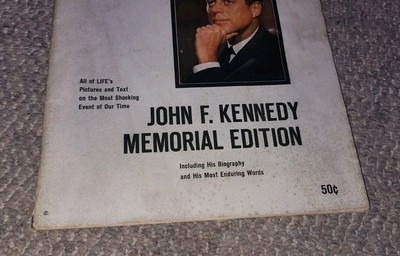 All of LIFE's
Pictures and Text
on the Most Shocking
Event of Our Time
JOHN F. KENNEDY
MEMORIAL EDITION
Including His Biography
and His Most Enduring Words
50¢